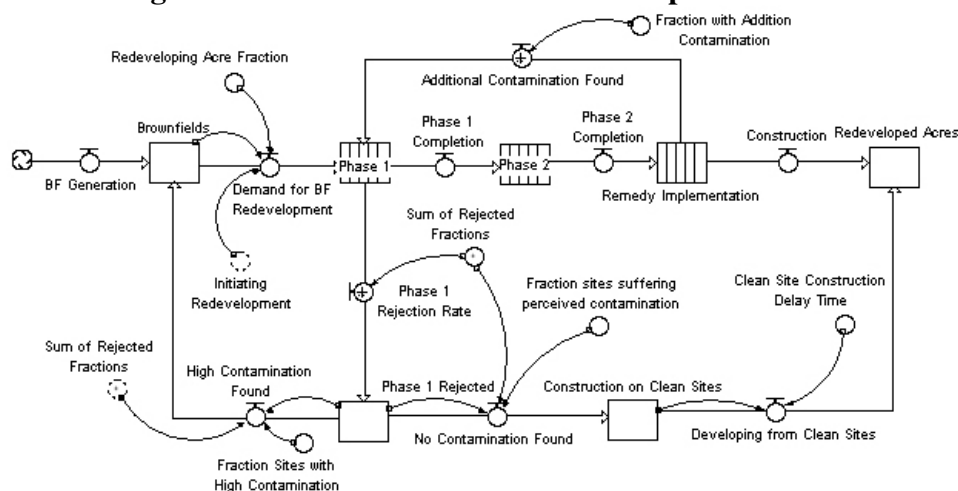 Fraction with Addition
Contamination
Redeveloping Acre Fraction
Additional Contamination Found
Brownfields
Phase 1
Completion
Phase 2
Completion
Construction
Redeveloped Acres
Phase 1
Phase 2
BF Generation
Demand for BF
Redevelopment
Remedy Implementation
Sum of Rejected
Fractions
Initiating
Redevelopment
Phase 1
Rejection Rate
Fraction sites suffering
perceived contamination
Clean Site Construction
Delay Time
Sum of Rejected
Fractions
High Contamination
Found
Phase 1 Rejected
Construction on Clean Sites
No Contamination Found
Developing from Clean Sites
Fraction Sites with
High Contamination